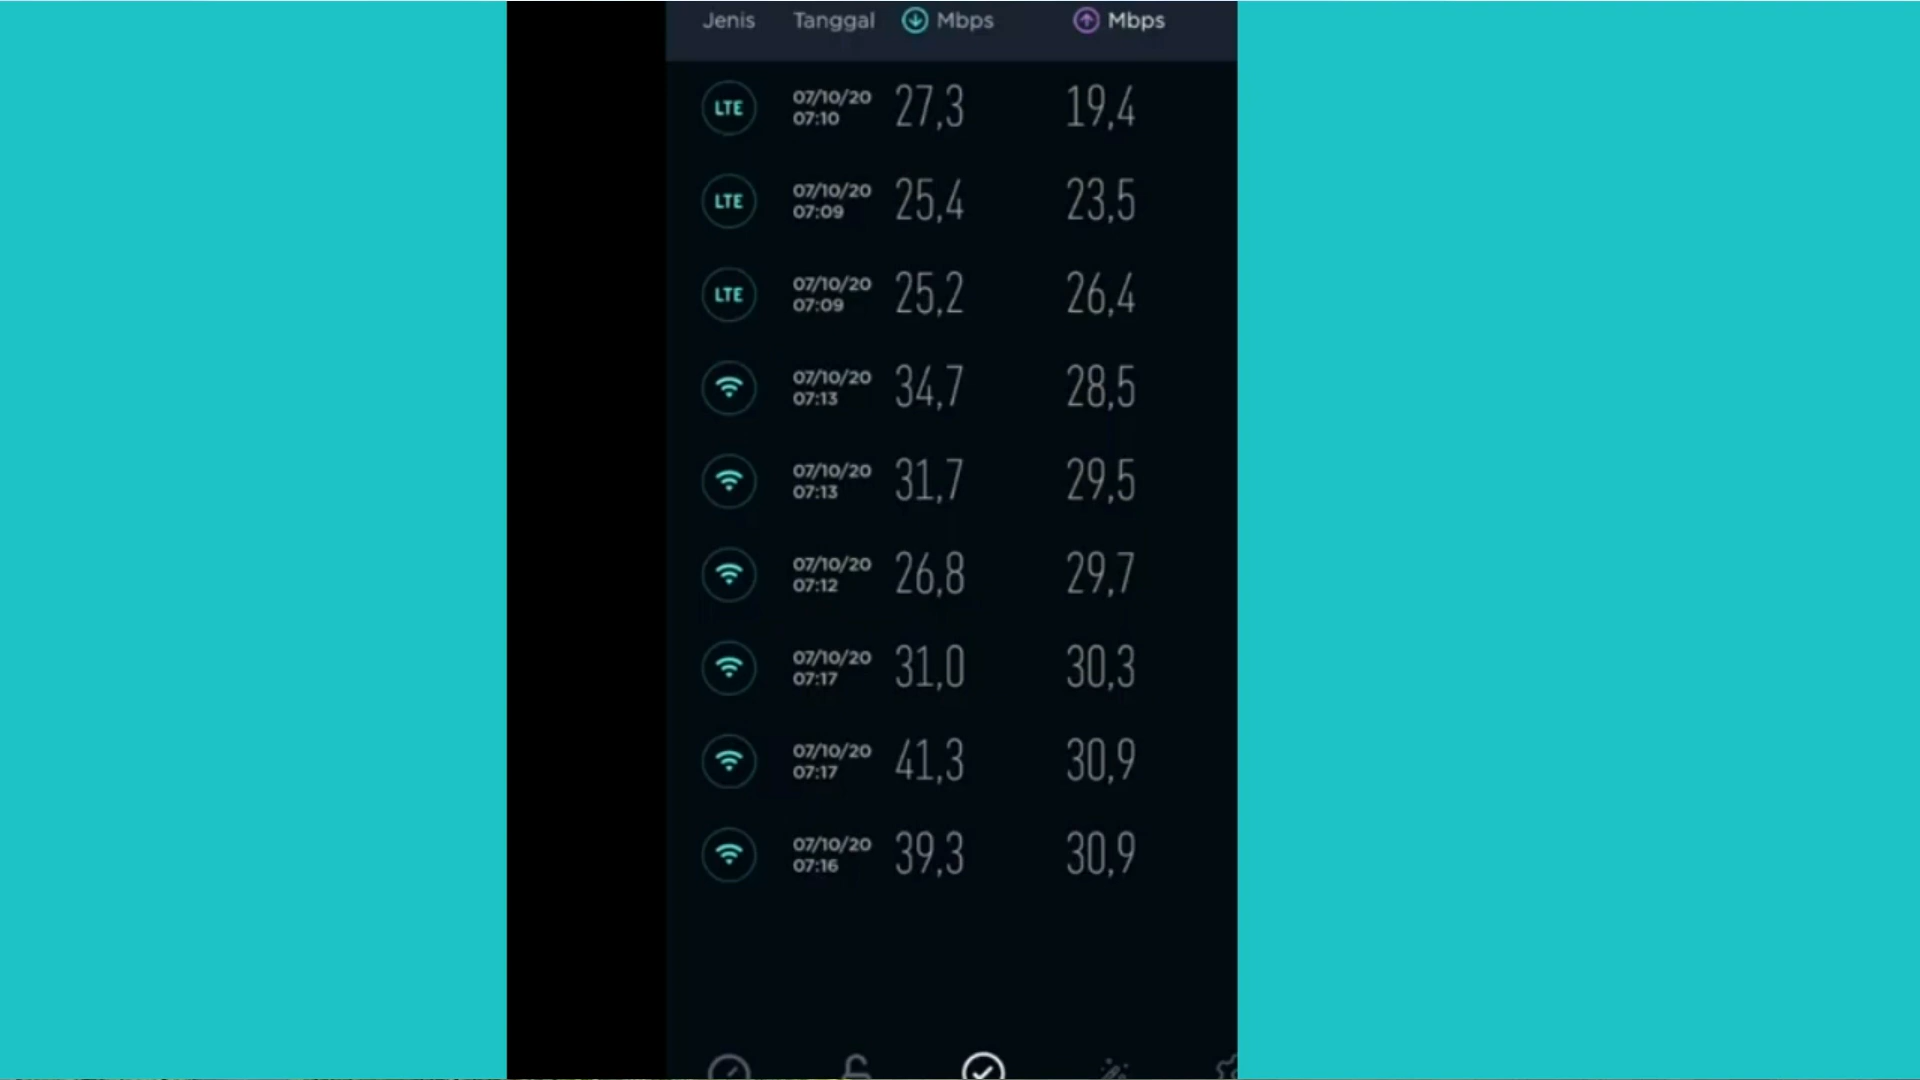 Jenis Tanggal Mbps Mbps
LTE 07/10/20 27,3 19,4
07:10
LTE 07/10/20 25,4 23,5
07:09
LTE 07/10/20 25,2 26,4
07:09
07/10/20 34,7 28,5
07:13
07/10/20 31,7 29,5
07:13
07/10/20 26,8 29,7
07:12
07/10/20 31,0 30,3
07:17
07/10/20 41,3 30,9
07:17
07/10/20 39,3 30,9
07:16